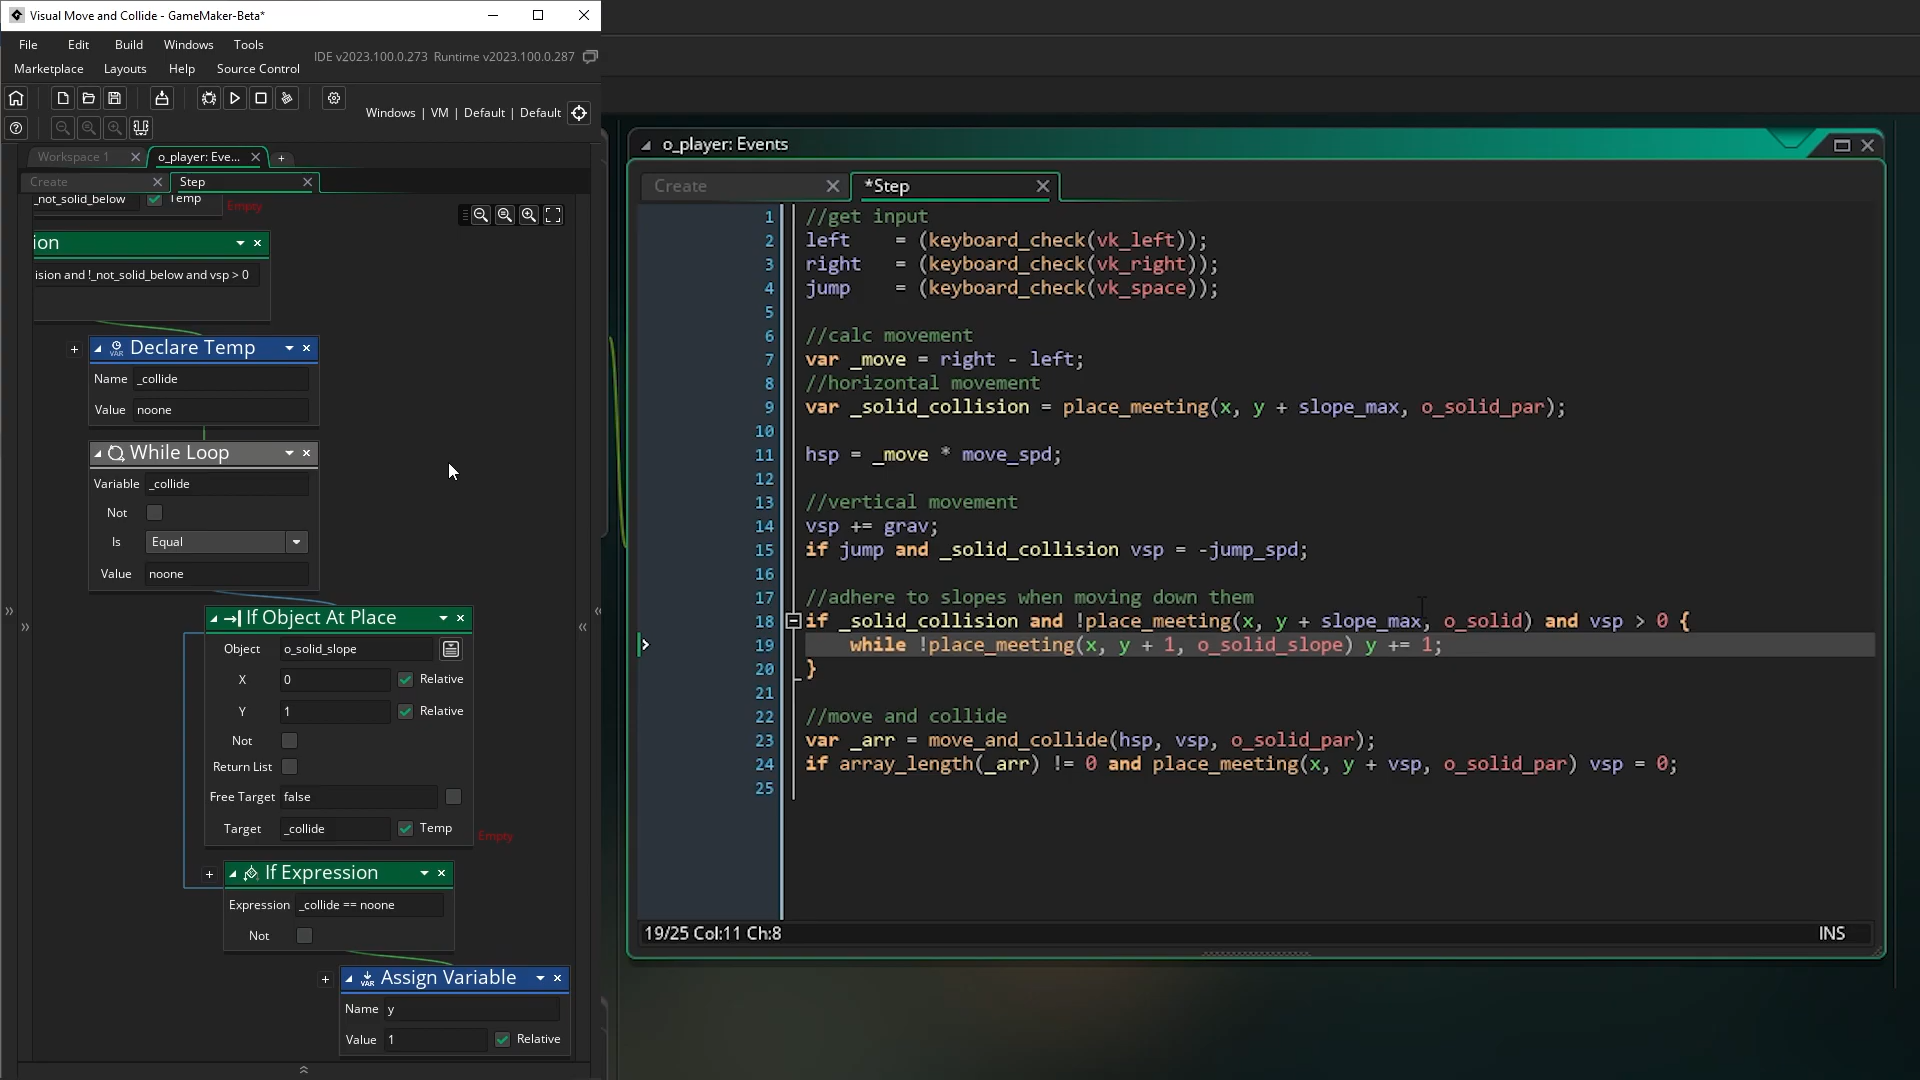 Visual Move and Collide - GameMaker-Beta*
File Edit Build Windows Tools
IDE v2023.100.0.273 Runtime v2023.100.0.287
Marketplace Layouts Help Source Control
Windows | VM | Default | Default
Workspace 1
o_player: Eve...
Create
Step
_not_solid_below Temp
Empty
ion
ision and !_not_solid_below and vsp > 0
Declare Temp
Name _collide
Value noone
While Loop
Variable _collide
Not
Is Equal
Value noone
If Object At Place
Object o_solid_slope
X 0 Relative
Y 1 Relative
Not
Return List
Free Target false
Target _collide Temp
Empty
If Expression
Expression _collide == noone
Not
Assign Variable
Name y
Value 1 Relative
o_player: Events
Create
*Step
1 //get input
2 left = (keyboard_check(vk_left));
3 right = (keyboard_check(vk_right));
4 jump = (keyboard_check(vk_space));
5
6 //calc movement
7 var _move = right - left;
8 //horizontal movement
9 var _solid_collision = place_meeting(x, y + slope_max, o_solid_par);
10
11 hsp = _move * move_spd;
12
13 //vertical movement
14 vsp += grav;
15 if jump and _solid_collision vsp = -jump_spd;
16
17 //adhere to slopes when moving down them
18 if _solid_collision and !place_meeting(x, y + slope_max, o_solid) and vsp > 0 {
19 while !place_meeting(x, y + 1, o_solid_slope) y += 1;
20 }
21
22 //move and collide
23 var _arr = move_and_collide(hsp, vsp, o_solid_par);
24 if array_length(_arr) != 0 and place_meeting(x, y + vsp, o_solid_par) vsp = 0;
25
19/25 Col:11 Ch:8
INS